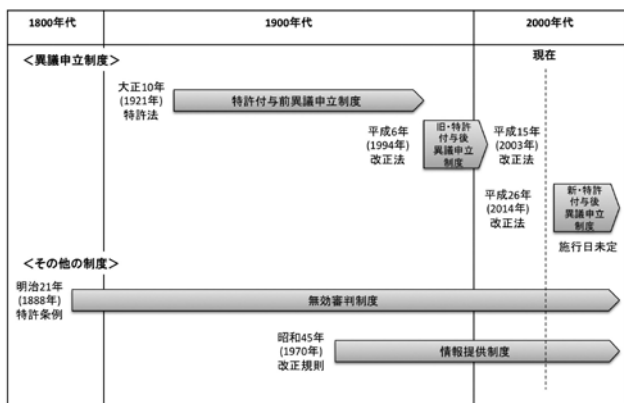 1800年代
1900年代
2000年代
＜異議申立制度＞
現在
大正10年
(1921年)
特許法
特許付与前異議申立制度
平成6年
(1994年)
改正法
旧・特許
付与後
異議申立
制度
平成15年
(2003年)
改正法
平成26年
(2014年)
改正法
新・特許
付与後
異議申立
制度
施行日未定
＜その他の制度＞
明治21年
(1888年)
特許条例
無効審判制度
昭和45年
(1970年)
改正規則
情報提供制度